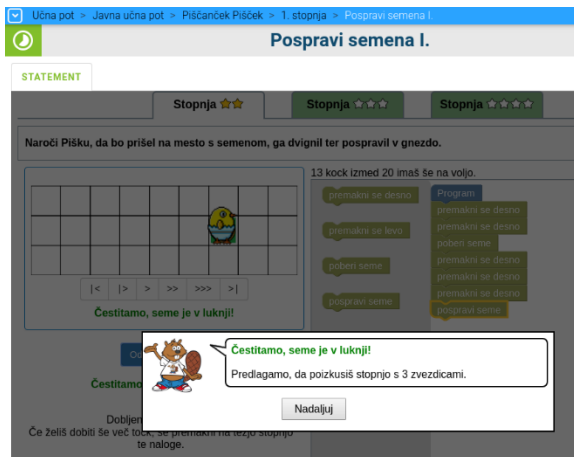 Učna pot > Javna učna pot > Piščanček Pišček > 1. stopnja > Pospravi semena I.
Pospravi semena I.
STATEMENT
Stopnja
Stopnja
Stopnja
Naroči Pišku, da bo prišel na mesto s semenom, ga dvignil ter pospravil v gnezdo.
13 kock izmed 20 imaš še na voljo.
premakni se desno
premakni se levo
poberi seme
pospravi seme
Program
premakni se desno
premakni se desno
poberi seme
premakni se desno
premakni se desno
premakni se desno
pospravi seme
|< |> > >> >>> >|
Čestitamo, seme je v luknji!
Čestitamo, seme je v luknji!
Predlagamo, da poizkusiš stopnjo s 3 zvezdicami.
Nadaljuj
Čestitamo
Če želiš dobiti še več točk, se premakni na težjo stopnjo
te naloge.